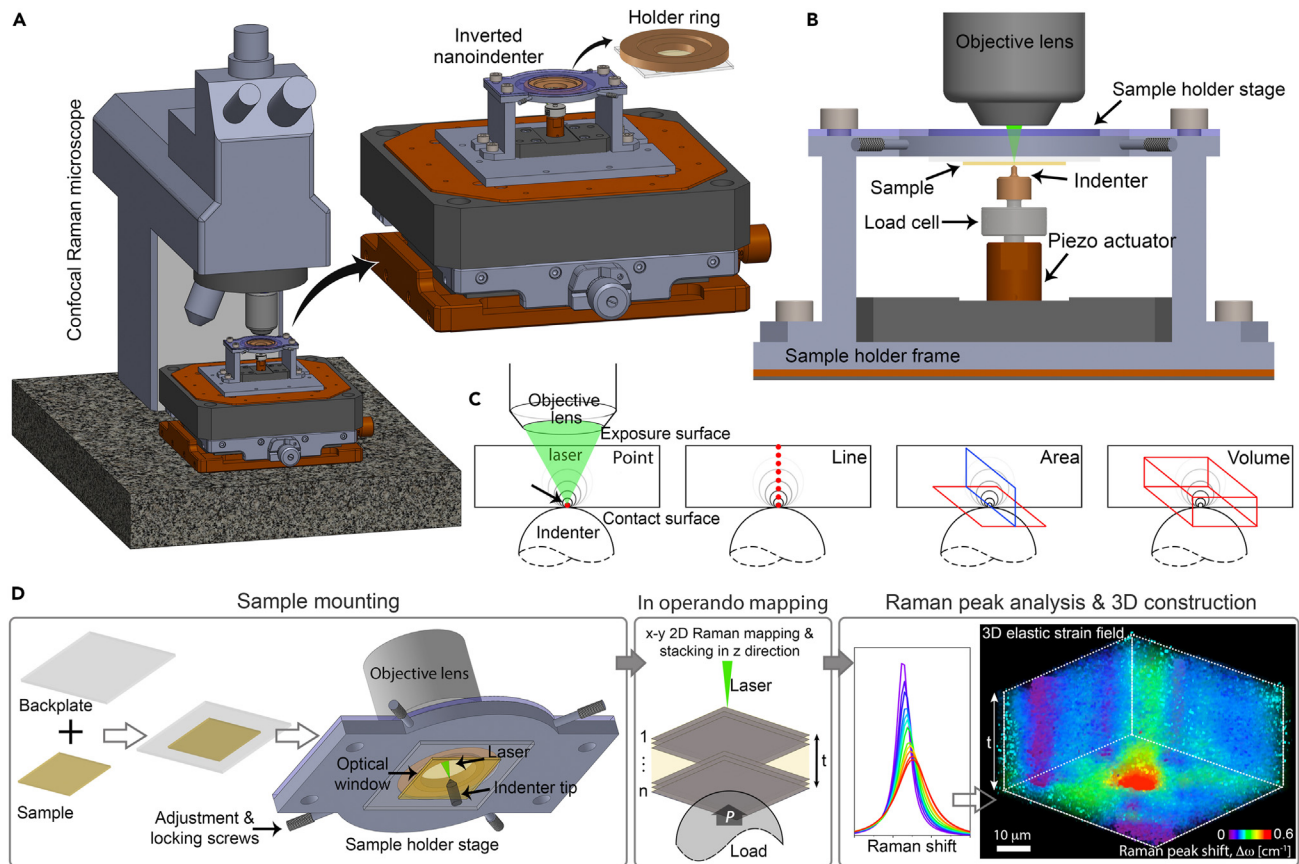 A
Holder ring
Inverted
nanoindenter
Confocal Raman microscope
B
Objective lens
Sample holder stage
Sample
Indenter
Load cell
Piezo actuator
Sample holder frame
C
Objective
lens
Exposure surface
laser
Point
Contact surface
Indenter
Line
Area
Volume
D
Sample mounting
Backplate
+
Sample
Objective lens
Laser
Optical
window
Indenter tip
Adjustment &
locking screws
Sample holder stage
In operando mapping
x-y 2D Raman mapping &
stacking in z direction
Laser
1
⋮
n
t
P
Load
Raman peak analysis & 3D construction
Raman shift
3D elastic strain field
t
10 μm
0 0.6
Raman peak shift, Δω [cm⁻¹]